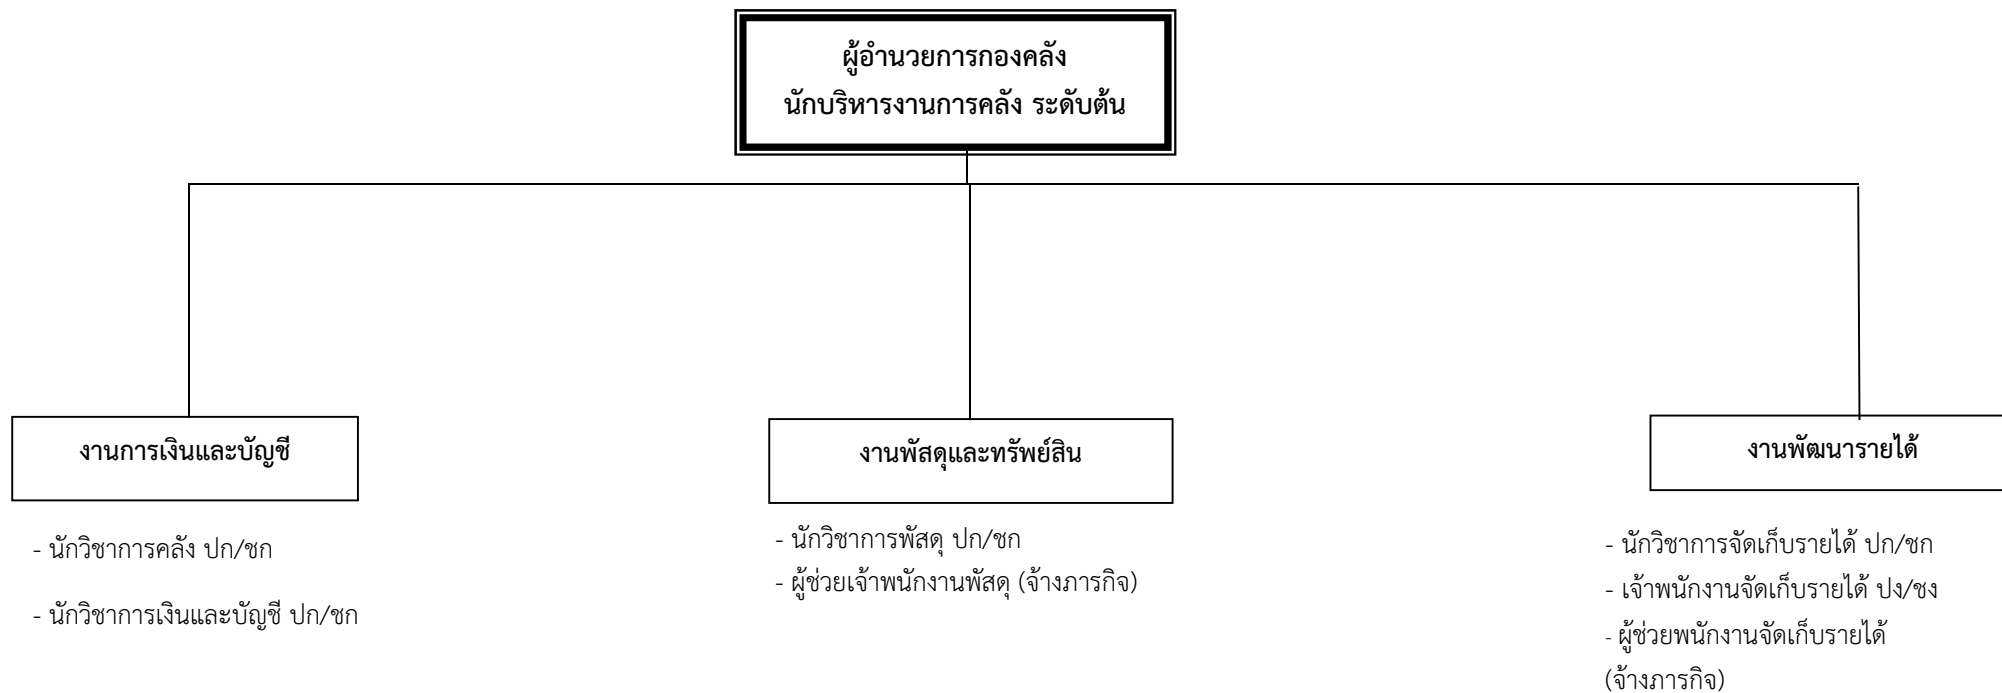 ผู้อำนวยการกองคลัง
นักบริหารงานการคลัง ระดับต้น
งานการเงินและบัญชี
- นักวิชาการคลัง ปก/ชก
- นักวิชาการเงินและบัญชี ปก/ชก
งานพัสดุและทรัพย์สิน
- นักวิชาการพัสดุ ปก/ชก
- ผู้ช่วยเจ้าพนักงานพัสดุ (จ้างภารกิจ)
งานพัฒนารายได้
- นักวิชาการจัดเก็บรายได้ ปก/ชก
- เจ้าพนักงานจัดเก็บรายได้ ปง/ชง
- ผู้ช่วยพนักงานจัดเก็บรายได้
(จ้างภารกิจ)